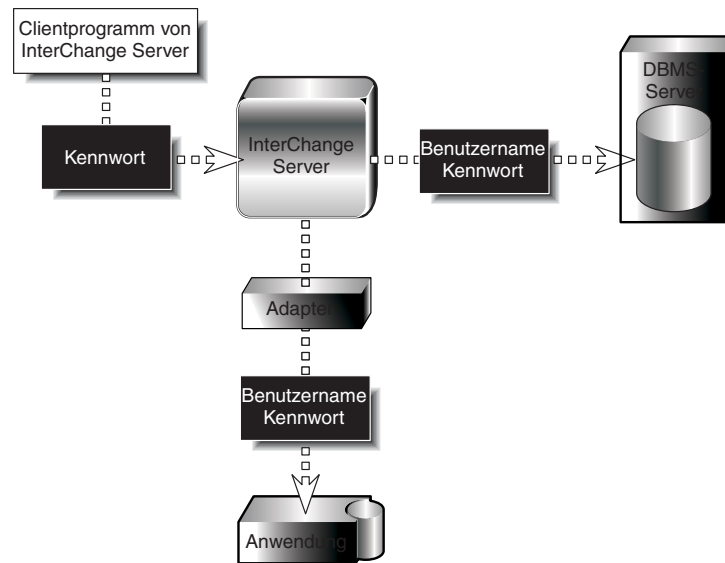 Clientprogramm von
InterChange Server
Kennwort
InterChange
Server
Benutzername
Kennwort
DBMS-
Server
Adapter
Benutzername
Kennwort
Anwendung